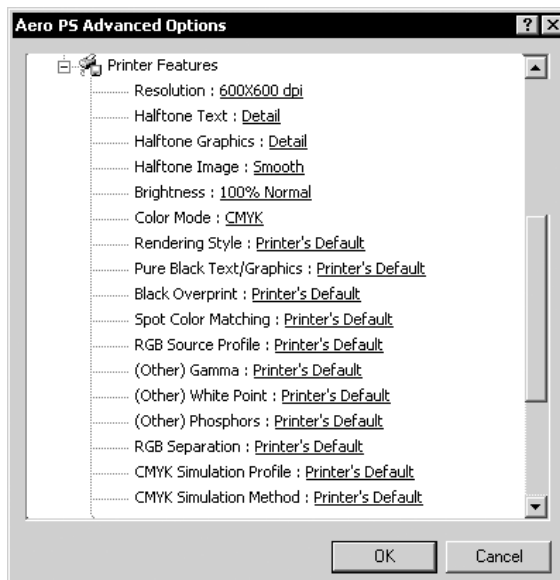 Aero PS Advanced Options
Printer Features
Resolution : 600X600 dpi
Halftone Text : Detail
Halftone Graphics : Detail
Halftone Image : Smooth
Brightness : 100% Normal
Color Mode : CMYK
Rendering Style : Printer's Default
Pure Black Text/Graphics : Printer's Default
Black Overprint : Printer's Default
Spot Color Matching : Printer's Default
RGB Source Profile : Printer's Default
(Other) Gamma : Printer's Default
(Other) White Point : Printer's Default
(Other) Phosphors : Printer's Default
RGB Separation : Printer's Default
CMYK Simulation Profile : Printer's Default
CMYK Simulation Method : Printer's Default
OK Cancel